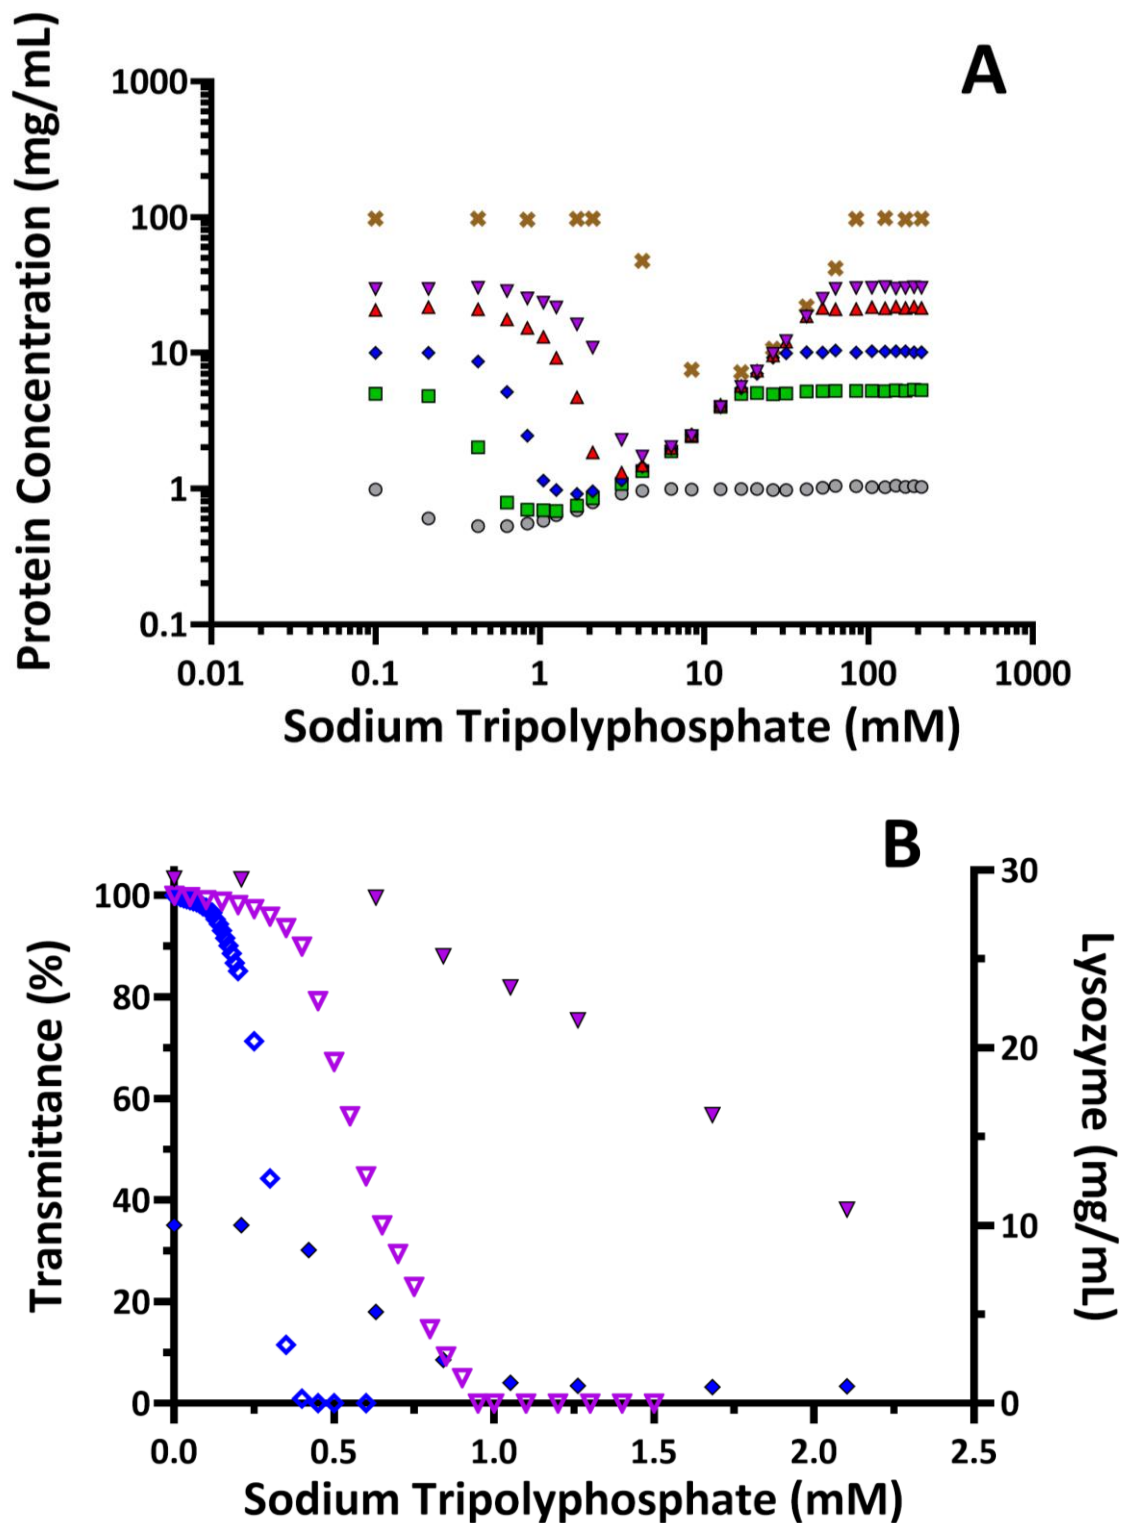 A
Protein Concentration (mg/mL)
1000
100
10
1
0.1
0.01 0.1 1 10 100 1000
Sodium Tripolyphosphate (mM)
B
Transmittance (%)
100
80
60
40
20
0
30
20
10
0
Lysozyme (mg/mL)
0.0 0.5 1.0 1.5 2.0 2.5
Sodium Tripolyphosphate (mM)